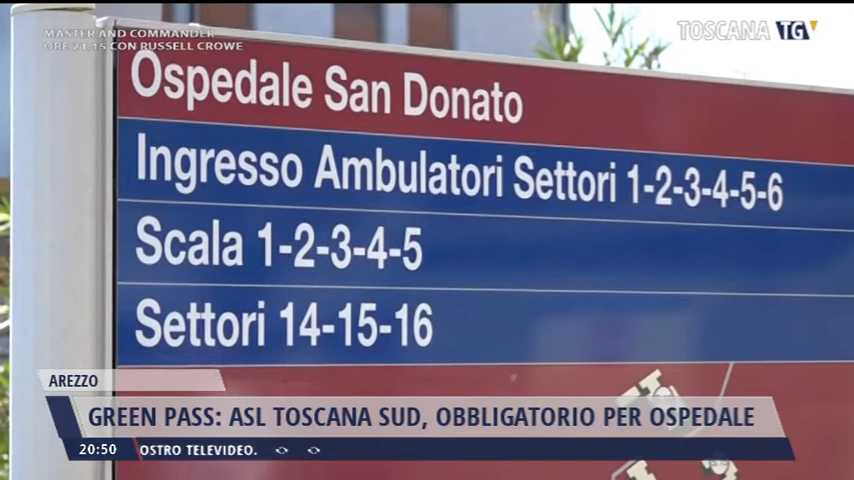 MASTER AND COMMANDER
ORE 21.15 CON RUSSELL CROWE
TOSCANA TG
Ospedale San Donato
Ingresso Ambulatori Settori 1-2-3-4-5-6
Scala 1-2-3-4-5
Settori 14-15-16
AREZZO
GREEN PASS: ASL TOSCANA SUD, OBBLIGATORIO PER OSPEDALE
20:50 OSTRO TELEVIDEO.